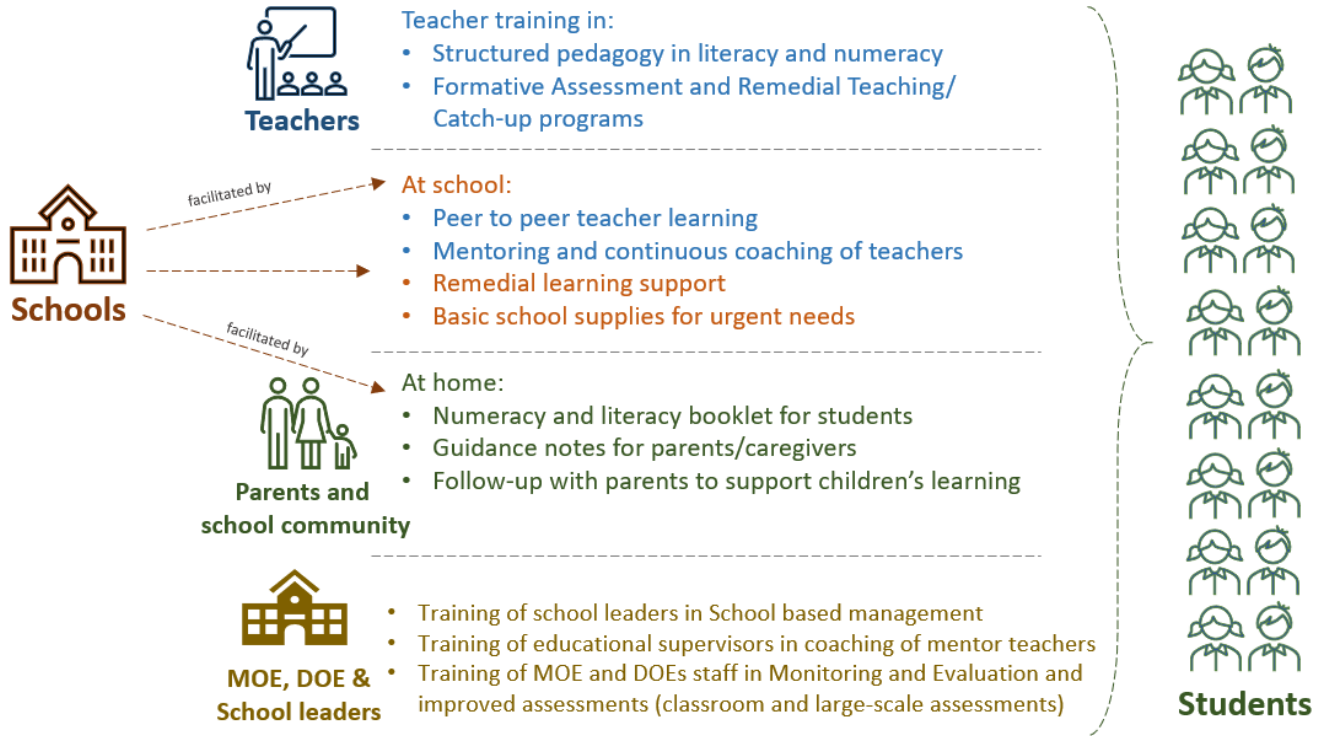 Teacher training in:
• Structured pedagogy in literacy and numeracy
• Formative Assessment and Remedial Teaching/
Catch-up programs
Teachers
facilitated by
At school:
• Peer to peer teacher learning
• Mentoring and continuous coaching of teachers
• Remedial learning support
• Basic school supplies for urgent needs
Schools
facilitated by
At home:
• Numeracy and literacy booklet for students
• Guidance notes for parents/caregivers
• Follow-up with parents to support children's learning
Parents and
school community
• Training of school leaders in School based management
• Training of educational supervisors in coaching of mentor teachers
• Training of MOE and DOEs staff in Monitoring and Evaluation and
improved assessments (classroom and large-scale assessments)
MOE, DOE &
School leaders
Students